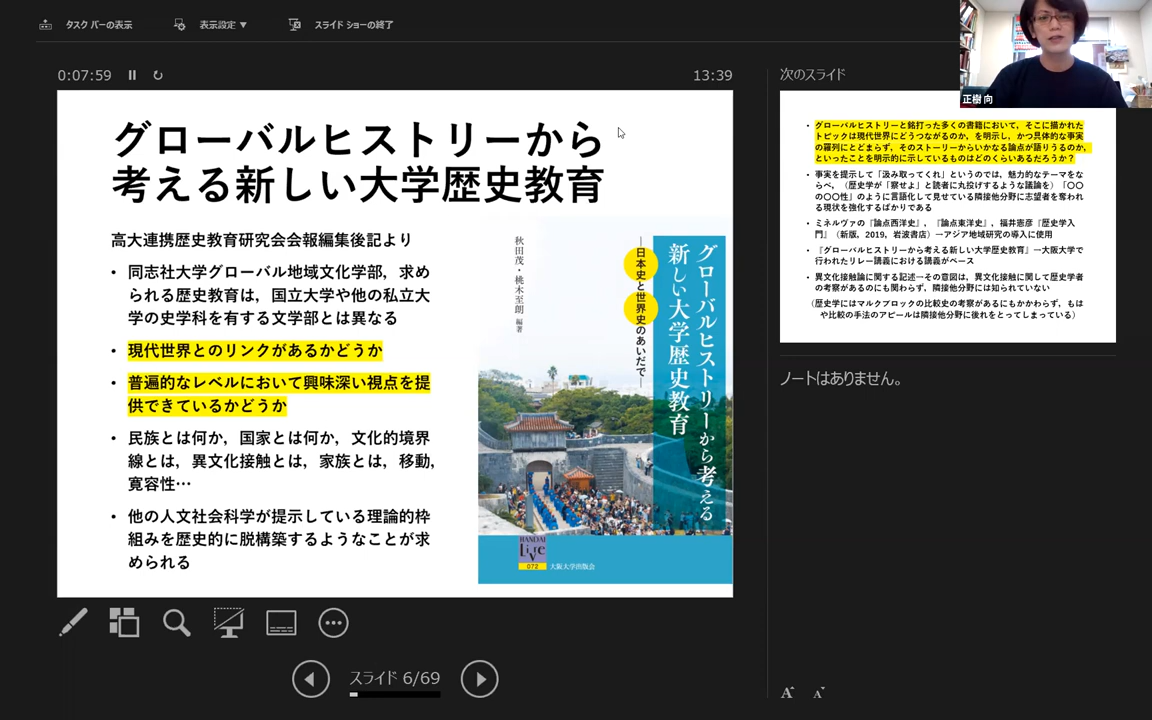 タスク バーの表示
表示設定 ▼
スライド ショーの終了
0:07:59
13:39
次のスライド
正樹 向
グローバルヒストリーから
考える新しい大学歴史教育
高大連携歴史教育研究会会報編集後記より
• 同志社大学グローバル地域文化学部，求め
られる歴史教育は，国立大学や他の私立大
学の史学科を有する文学部とは異なる
• 現代世界とのリンクがあるかどうか
• 普遍的なレベルにおいて興味深い視点を提
供できているかどうか
• 民族とは何か，国家とは何か，文化的境界
線とは，異文化接触とは，家族とは，移動，
寛容性…
• 他の人文社会科学が提示している理論的枠
組みを歴史的に脱構築するようなことが求
められる
グローバルヒストリーから考える
新しい大学歴史教育
―日本史と世界史のあいだで―
秋田茂・桃木至朗 編著
HANDAI
Live
072
大阪大学出版会
• グローバルヒストリーと銘打った多くの書籍において，そこに描かれた
トピックは現代世界にどうつながるのか，を明示し，かつ具体的な事実
の羅列にとどまらず，そのストーリーからいかなる論点が語りうるのか，
といったことを明示的に示しているものはどのくらいあるだろうか？
• 事実を提示して「汲み取ってくれ」というのでは，魅力的なテーマをな
らべ，（歴史学が「察せよ」と読者に丸投げするような議論を）「〇〇
の〇〇性」のように言語化して見せている隣接他分野に志望者を奪われ
る現状を強化するばかりである
• ミネルヴァの『論点西洋史』，『論点東洋史』，福井憲彦『歴史学入
門』（新版，2019，岩波書店）→アジア地域研究の導入に使用
• 『グローバルヒストリーから考える新しい大学歴史教育』→大阪大学で
行われたリレー講義における講義がベース
• 異文化接触論に関する記述→その意図は，異文化接触に関して歴史学者
の考察があるのにも関わらず，隣接他分野には知られていない
（歴史学にはマルクブロックの比較史の考察があるにもかかわらず，もは
や比較の手法のアピールは隣接他分野に後れをとってしまっている）
ノートはありません。
スライド 6/69
A A